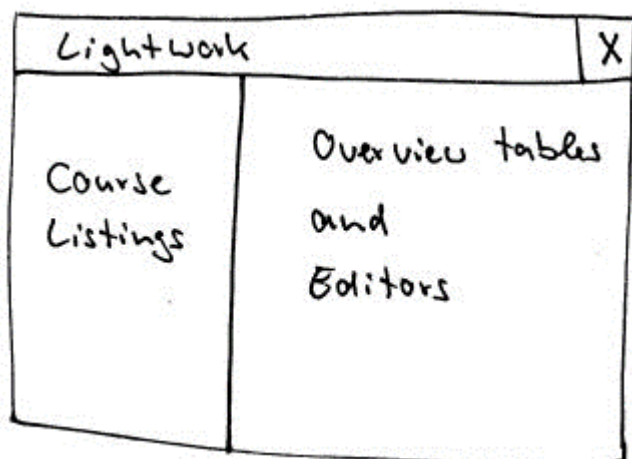 Lightwork
X
Course
Listings
Overview tables
and
Editors